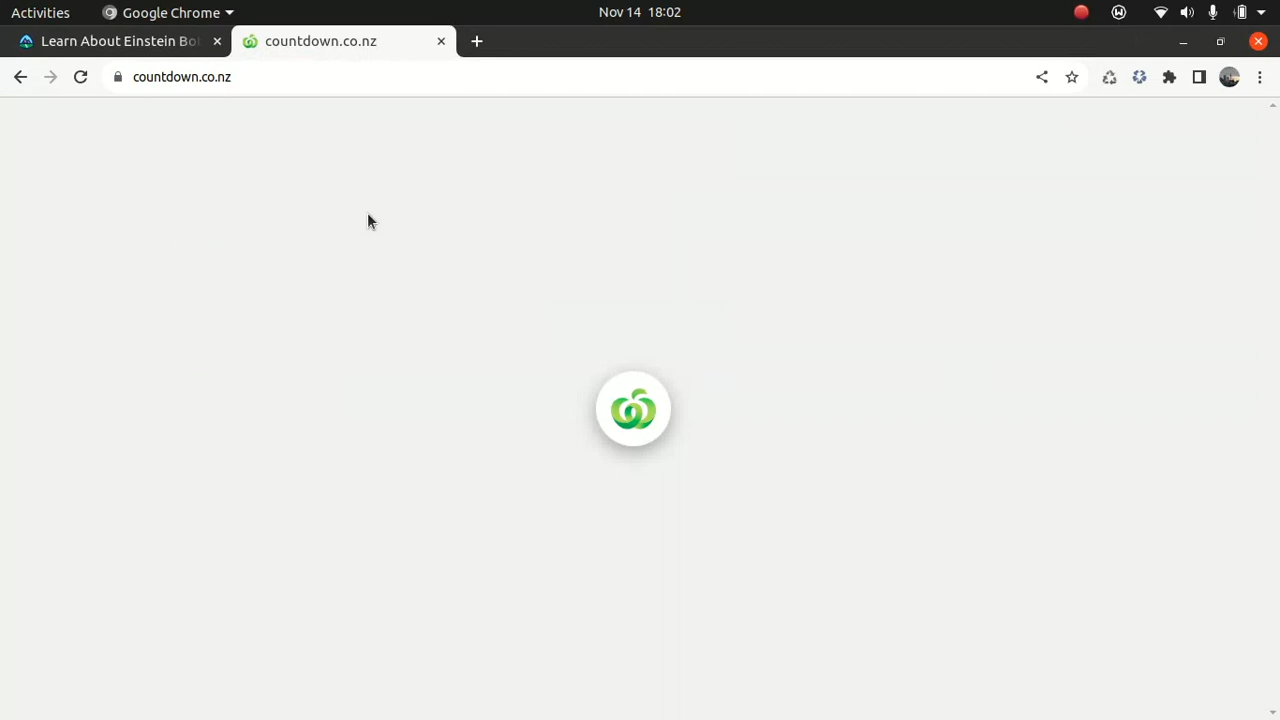 Activities Google Chrome Nov 14 18:02
Learn About Einstein Bo countdown.co.nz
countdown.co.nz